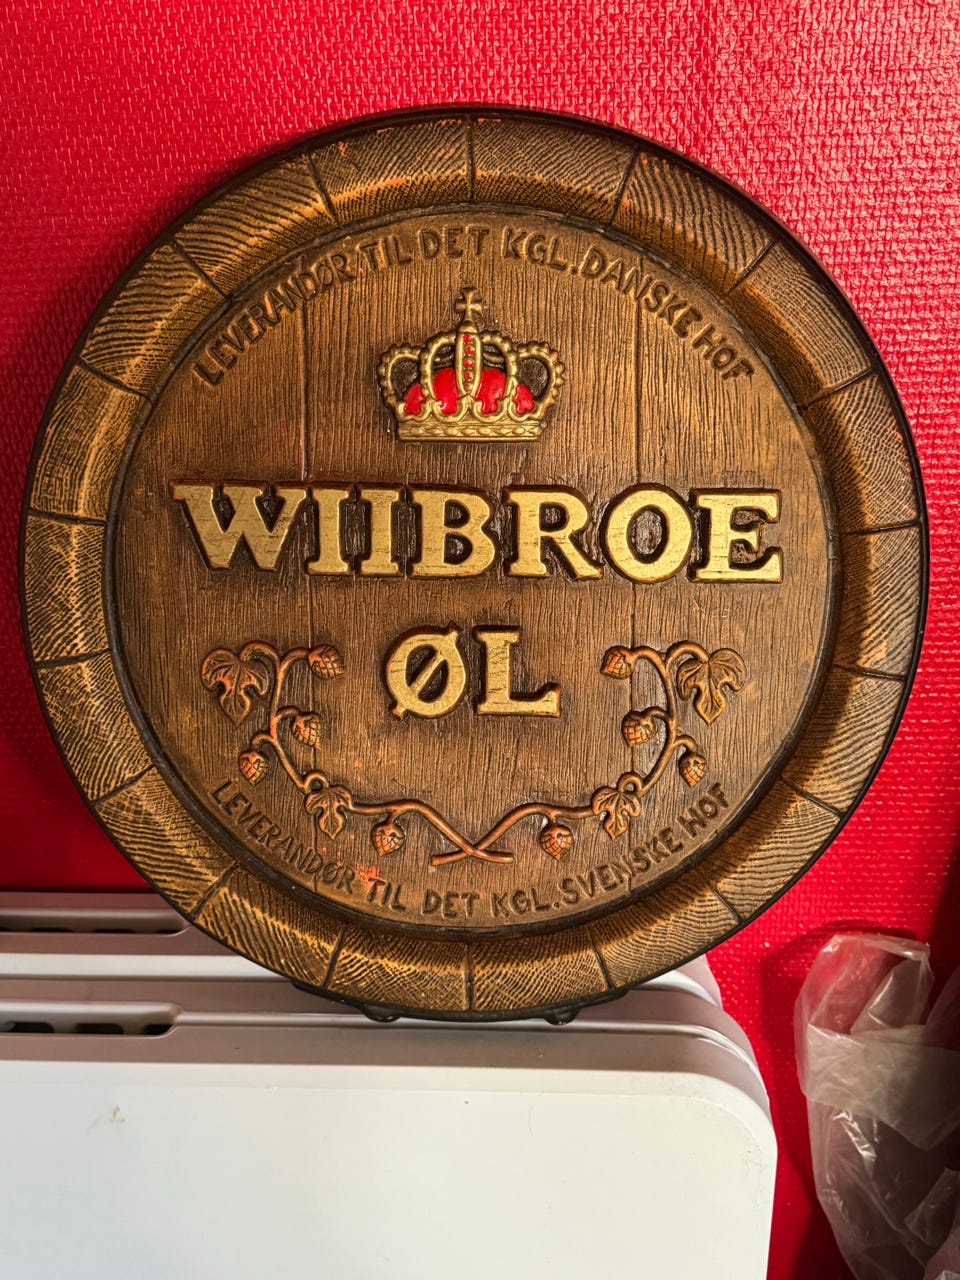 LEVERANDØR TIL DET KGL. DANSKE HOF
WIIBROE
ØL
LEVERANDØR TIL DET KGL. SVENSKE HOF